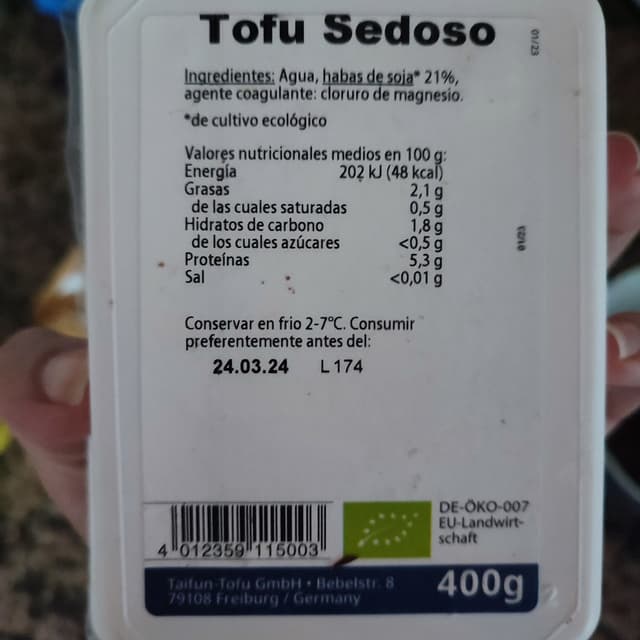 Tofu Sedoso
01/23
Ingredientes: Agua, habas de soja* 21%,
agente coagulante: cloruro de magnesio.
*de cultivo ecológico
Valores nutricionales medios en 100 g:
Energía 202 kJ (48 kcal)
Grasas 2,1 g
de las cuales saturadas 0,5 g
Hidratos de carbono 1,8 g
de los cuales azúcares <0,5 g
Proteínas 5,3 g
Sal <0,01 g
01/23
Conservar en frio 2-7°C. Consumir
preferentemente antes del:
24.03.24 L174
4 012359 115003
DE-ÖKO-007
EU-Landwirt-
schaft
Taifun-Tofu GmbH • Bebelstr. 8
79108 Freiburg / Germany
400g